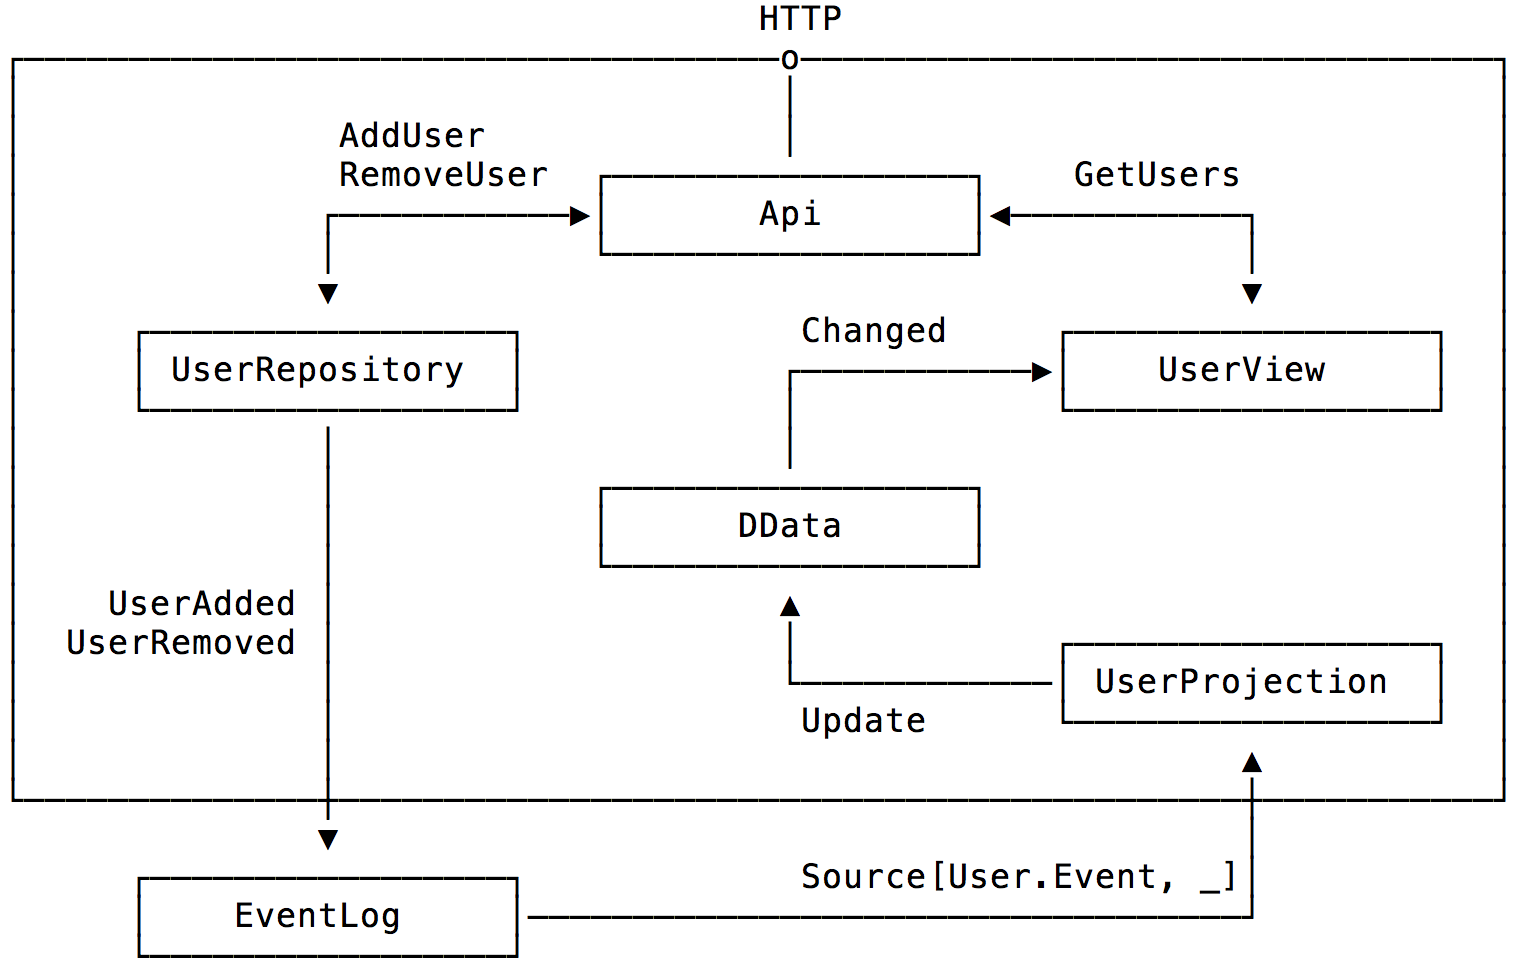 HTTP
o
AddUser
RemoveUser
GetUsers
Api
Changed
UserRepository
UserView
DData
UserAdded
UserRemoved
UserProjection
Update
Source[User.Event, _]
EventLog